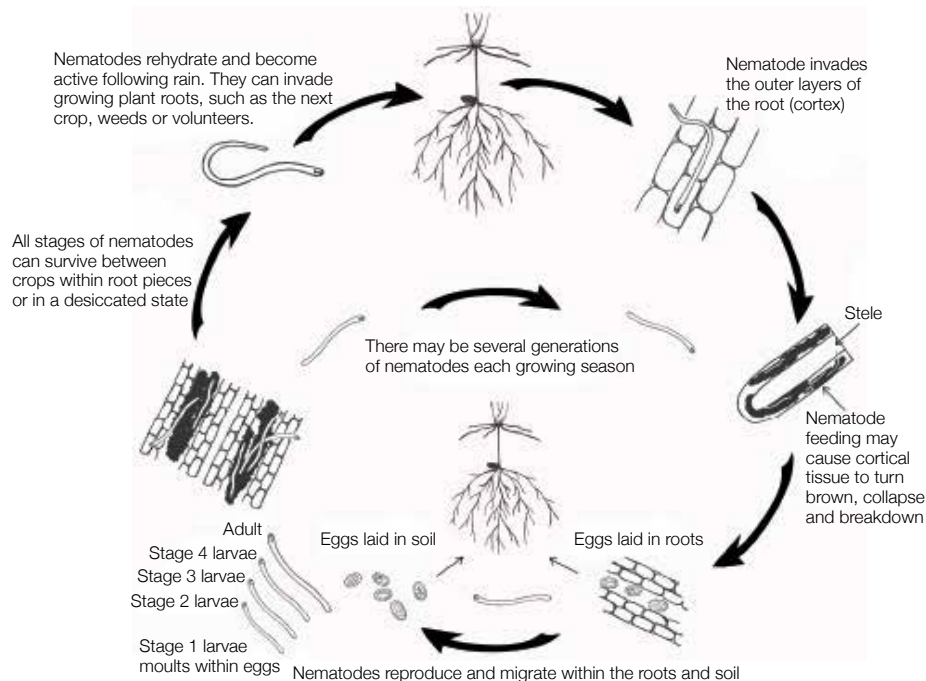 Nematodes rehydrate and become
active following rain. They can invade
growing plant roots, such as the next
crop, weeds or volunteers.
Nematode invades
the outer layers of
the root (cortex)
All stages of nematodes
can survive between
crops within root pieces
or in a desiccated state
Stele
There may be several generations
of nematodes each growing season
Nematode
feeding may
cause cortical
tissue to turn
brown, collapse
and breakdown
Adult
Stage 4 larvae
Stage 3 larvae
Stage 2 larvae
Stage 1 larvae
moults within eggs
Eggs laid in soil
Eggs laid in roots
Nematodes reproduce and migrate within the roots and soil